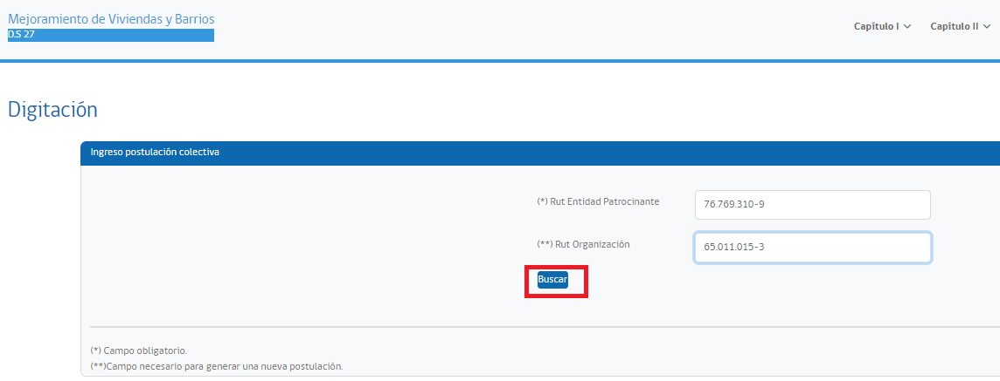 Mejoramiento de Viviendas y Barrios
D.S 27
Capítulo I
Capítulo II
Digitación
Ingreso postulación colectiva
(*) Rut Entidad Patrocinante
76.769.310-9
(**) Rut Organización
65.011.015-3
Buscar
(*) Campo obligatorio.
(**)Campo necesario para generar una nueva postulación.